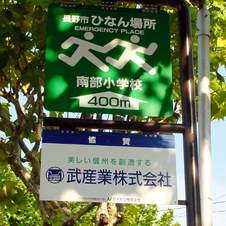 長野市 ひなん場所
EMERGENCY PLACE
南部小学校
400m
協賛
美しい信州を創造する
武産業株式会社